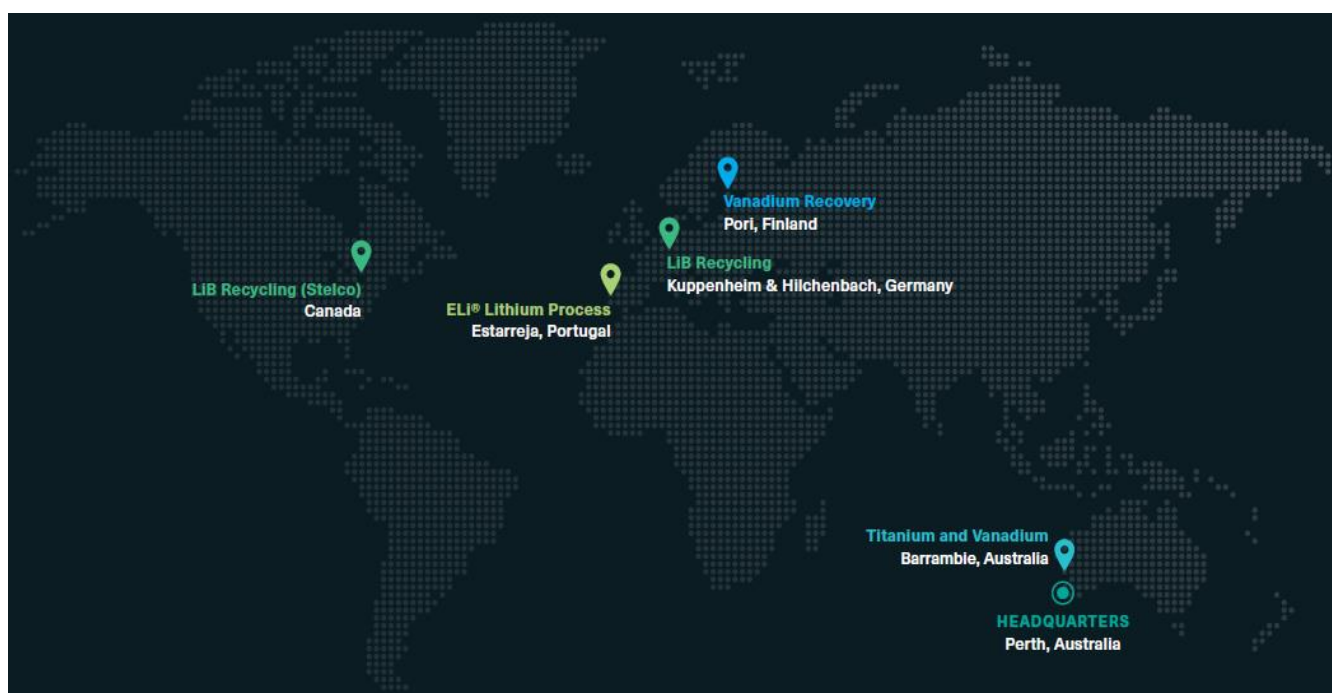 Vanadium Recovery
Pori, Finland
LiB Recycling
Kuppenheim & Hilchenbach, Germany
LiB Recycling (Stelco)
Canada
ELi® Lithium Process
Estarreja, Portugal
Titanium and Vanadium
Barrambie, Australia
HEADQUARTERS
Perth, Australia